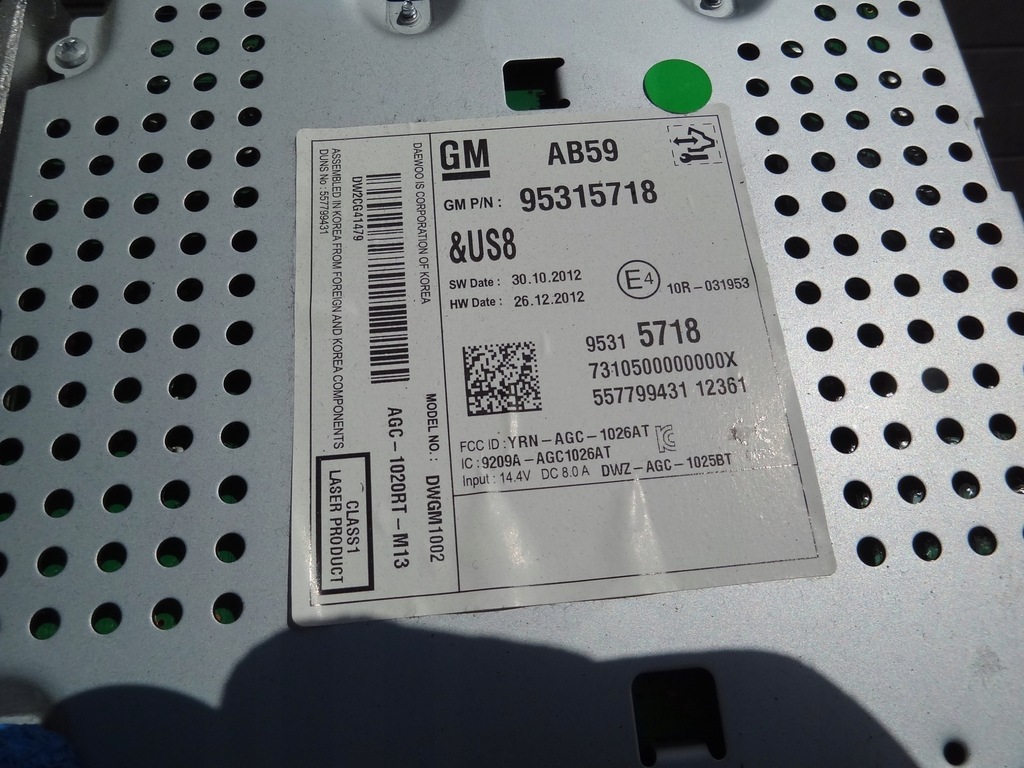 GM AB59
GM P/N : 95315718
&US8
SW Date : 30.10.2012
HW Date : 26.12.2012
E4 10R-031953
9531 5718
7310500000000X
557799431 12361
FCC ID : YRN-AGC-1026AT
IC : 9209A-AGC1026AT
Input : 14.4V DC 8.0 A DWZ-AGC-1025BT
DAEWOO IS CORPORATION OF KOREA
MODEL NO. : DWGM1002
AGC-1020RT-M13
DW2CG41479
ASSEMBLED IN KOREA FROM FOREIGN AND KOREA COMPONENTS
DUNS No : 557799431
CLASS1
LASER PRODUCT